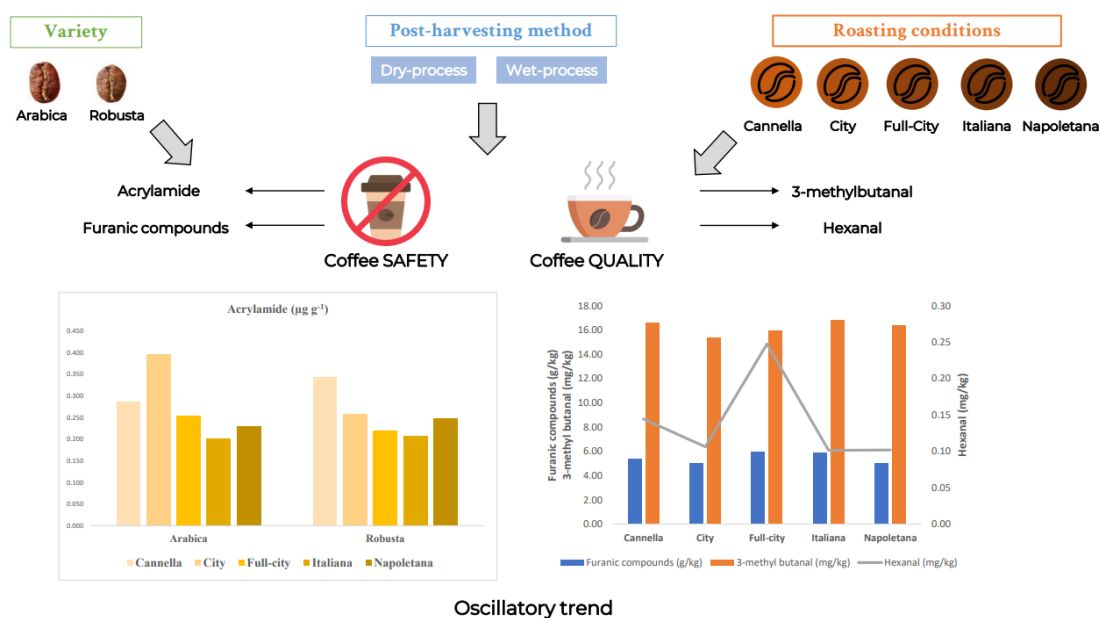 Variety
Post-harvesting method
Roasting conditions
Dry-process
Wet-process
Arabica
Robusta
Cannella
City
Full-City
Italiana
Napoletana
Acrylamide
Furanic compounds
3-methylbutanal
Hexanal
Coffee SAFETY
Coffee QUALITY
Acrylamide (µg g⁻¹)
0.450
0.400
0.350
0.300
0.250
0.200
0.150
0.100
0.050
0.000
Arabica
Robusta
Cannella
City
Full-city
Italiana
Napoletana
Furanic compounds (g/kg)
3-methyl butanal (mg/kg)
18.00
16.00
14.00
12.00
10.00
8.00
6.00
4.00
2.00
0.00
0.30
0.25
0.20
0.15
0.10
0.05
0.00
Hexanal (mg/kg)
Cannella
City
Full-city
Italiana
Napoletana
Furanic compounds (g/kg)
3-methyl butanal (mg/kg)
Hexanal (mg/kg)
Oscillatory trend